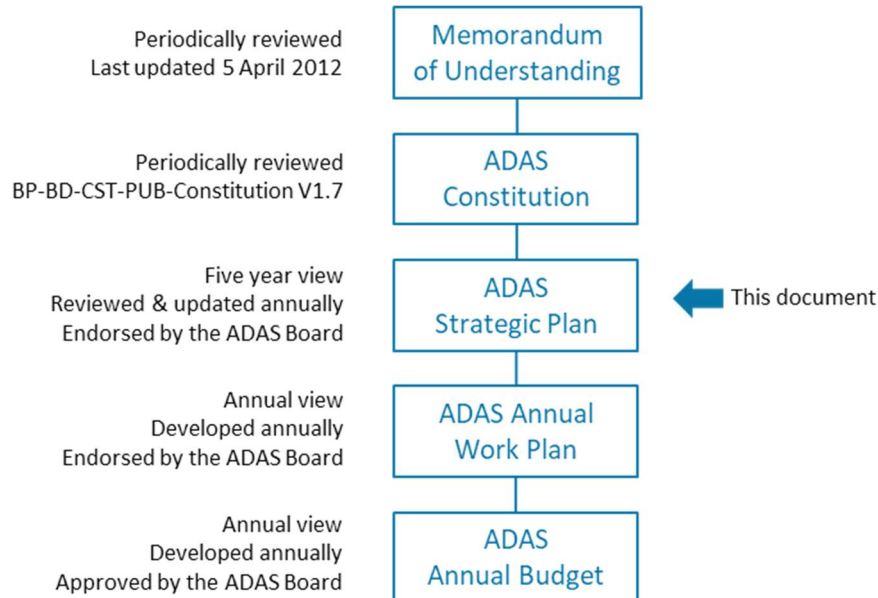 Periodically reviewed
Last updated 5 April 2012
Memorandum
of Understanding
Periodically reviewed
BP-BD-CST-PUB-Constitution V1.7
ADAS
Constitution
Five year view
Reviewed & updated annually
Endorsed by the ADAS Board
ADAS
Strategic Plan
This document
Annual view
Developed annually
Endorsed by the ADAS Board
ADAS Annual
Work Plan
Annual view
Developed annually
Approved by the ADAS Board
ADAS
Annual Budget